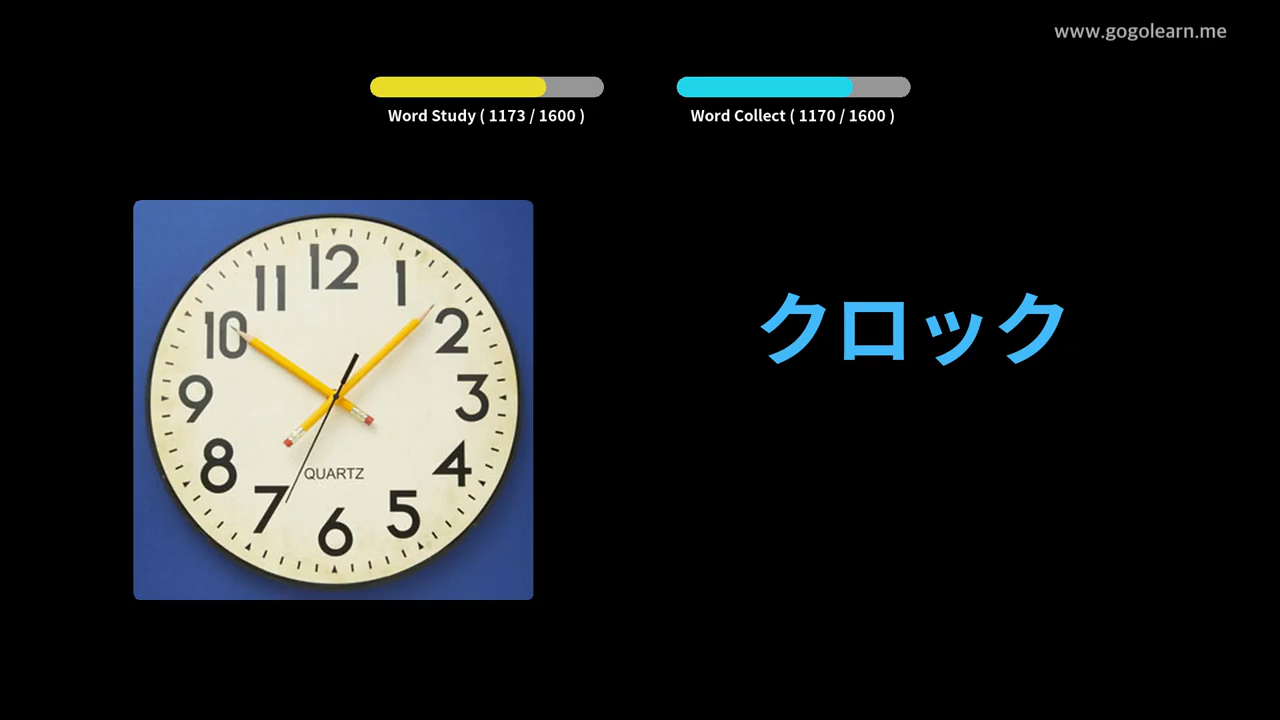 www.gogolearn.me
Word Study ( 1173 / 1600 )
Word Collect ( 1170 / 1600 )
12
11
1
10
2
9
3
8
4
7
5
6
QUARTZ
クロック